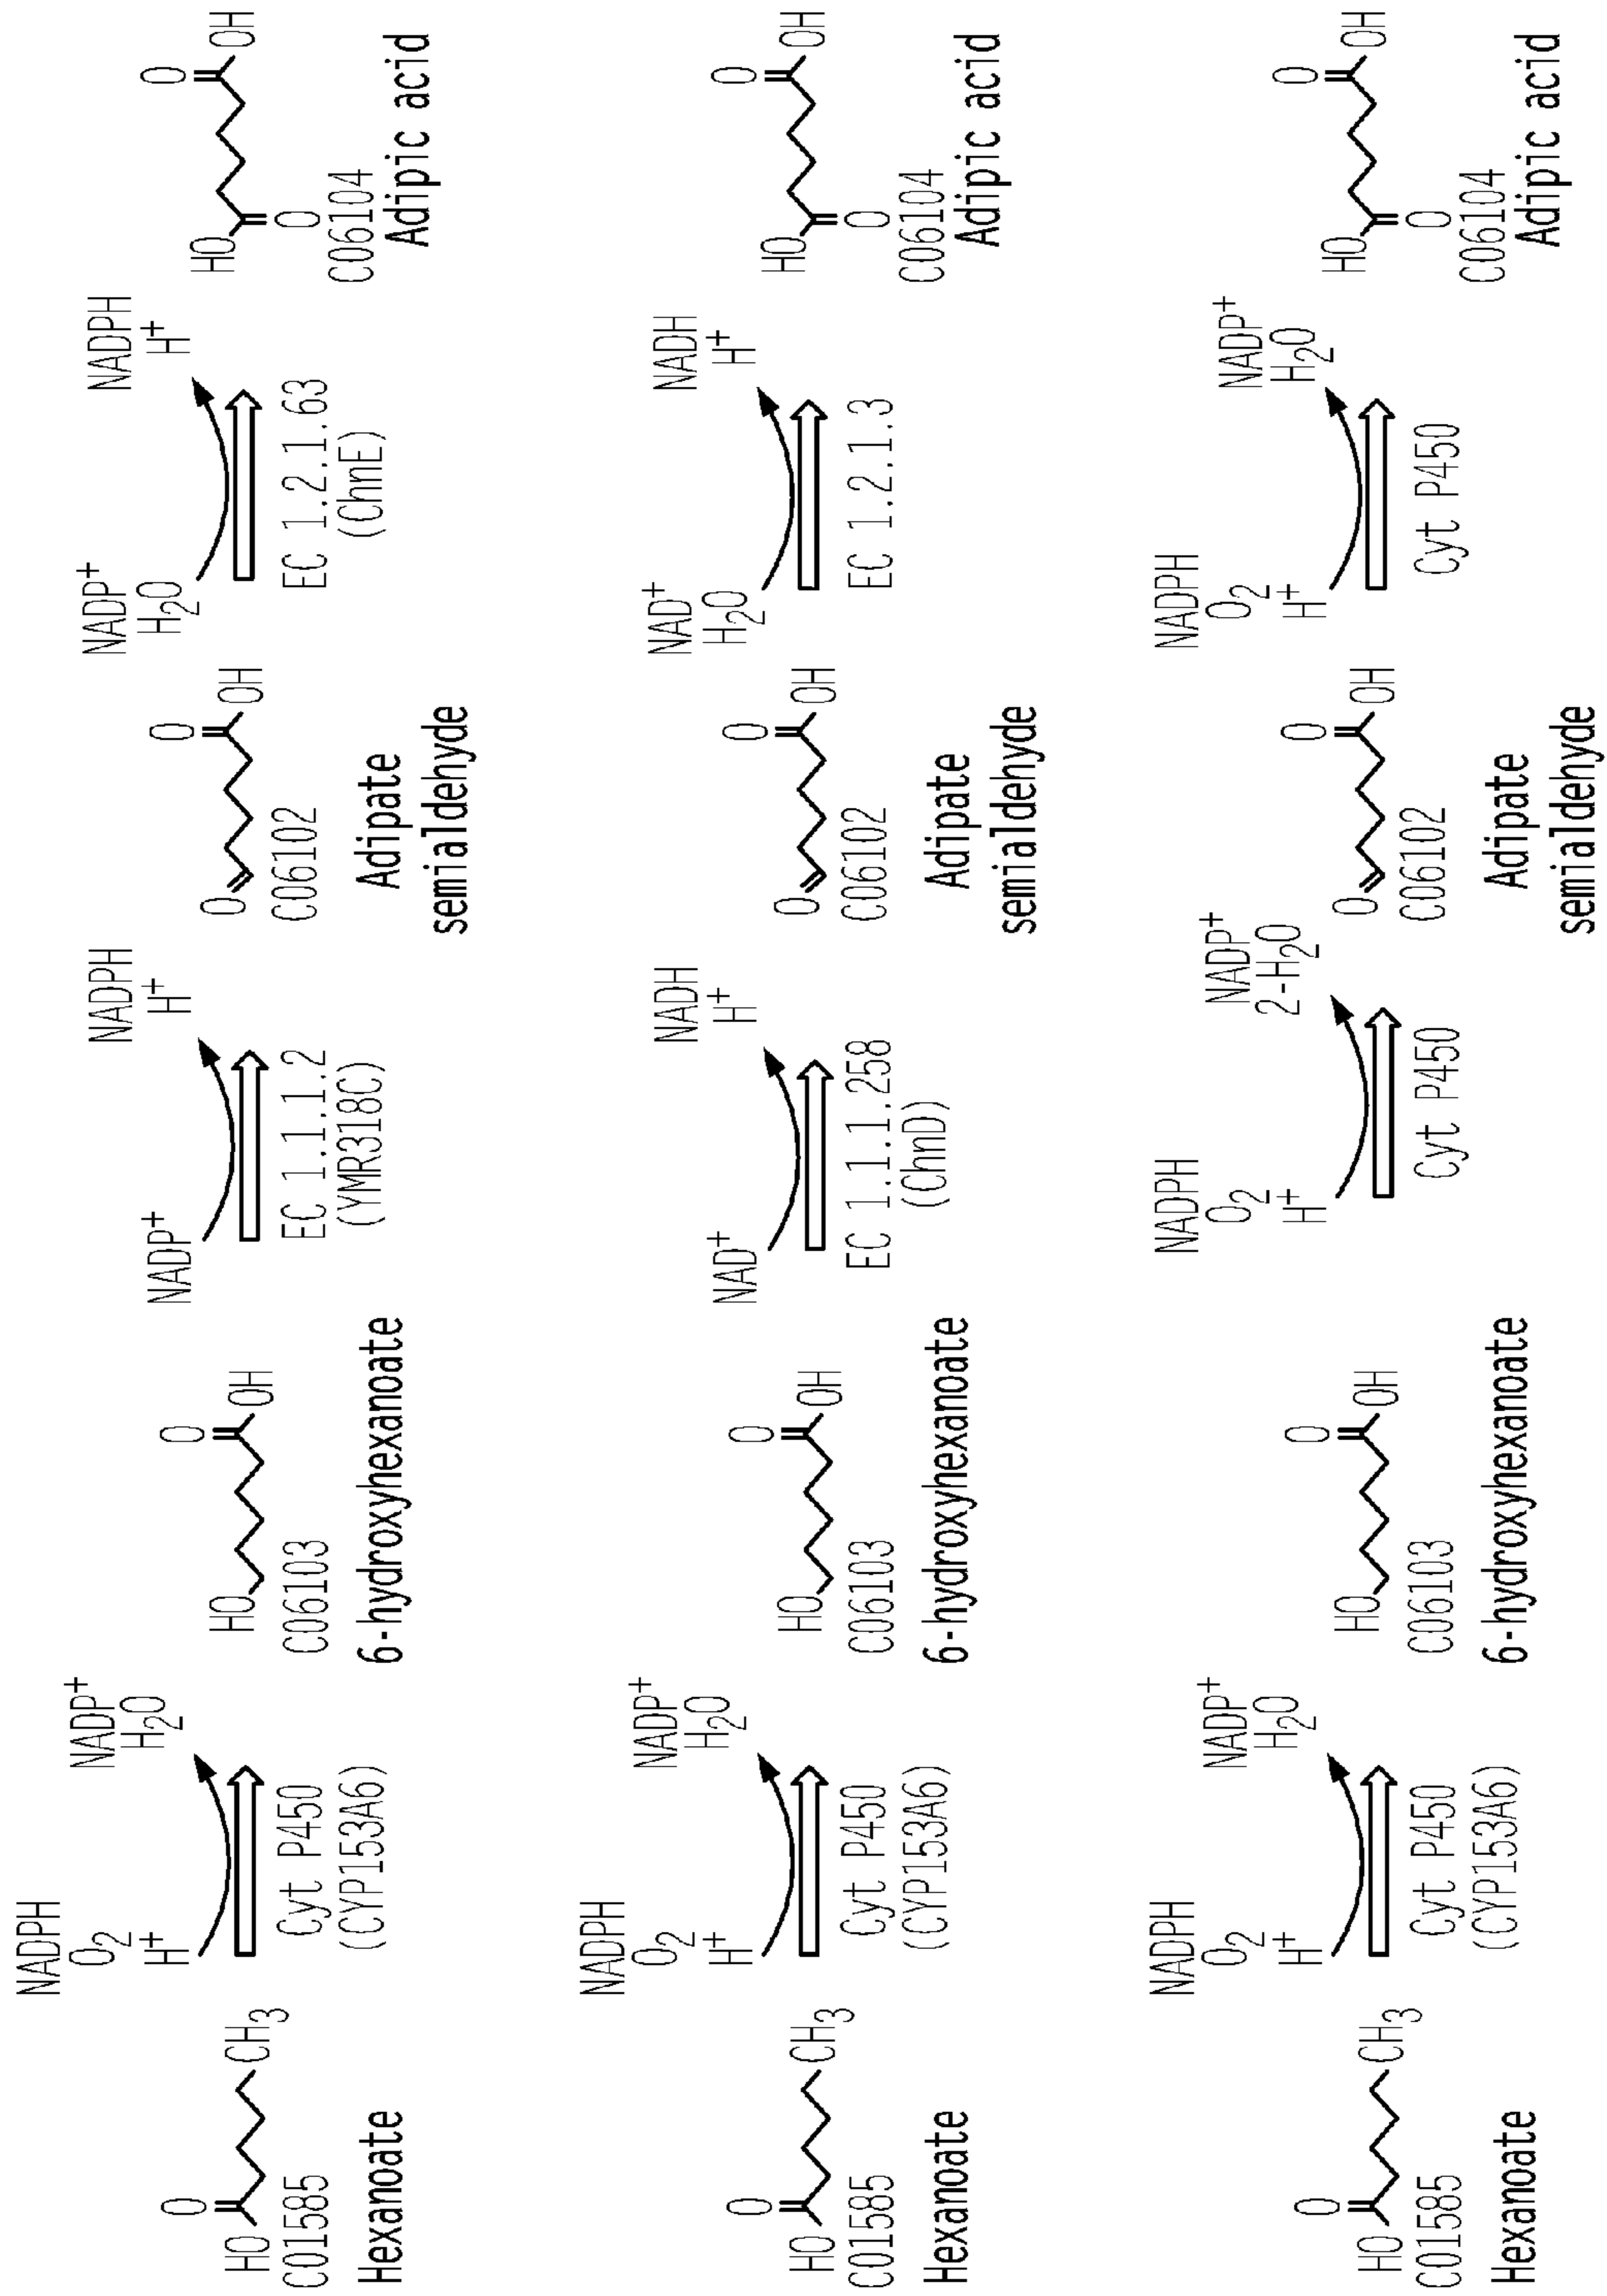 HO
O
CH3
C01585
Hexanoate
NADPH
O2
H+
NADP+
H2O
Cyt P450
(CYP153A6)
HO
O
OH
C06103
6-hydroxyhexanoate
NADP+
NADPH
H+
EC 1.1.1.2
(YMR318C)
O
O
OH
C06102
Adipate
semialdehyde
NADP+
H2O
NADPH
H+
EC 1.2.1.63
(ChnE)
HO
O
O
OH
C06104
Adipic acid
HO
O
CH3
C01585
Hexanoate
NADPH
O2
H+
NADP+
H2O
Cyt P450
(CYP153A6)
HO
O
OH
C06103
6-hydroxyhexanoate
NAD+
NADH
H+
EC 1.1.1.258
(ChnD)
O
O
OH
C06102
Adipate
semialdehyde
NAD+
H2O
NADH
H+
EC 1.2.1.3
HO
O
O
OH
C06104
Adipic acid
HO
O
CH3
C01585
Hexanoate
NADPH
O2
H+
NADP+
H2O
Cyt P450
(CYP153A6)
HO
O
OH
C06103
6-hydroxyhexanoate
NADPH
O2
H+
NADP+
2-H2O
Cyt P450
O
O
OH
C06102
Adipate
semialdehyde
NADPH
O2
H+
NADP+
H2O
Cyt P450
HO
O
O
OH
C06104
Adipic acid